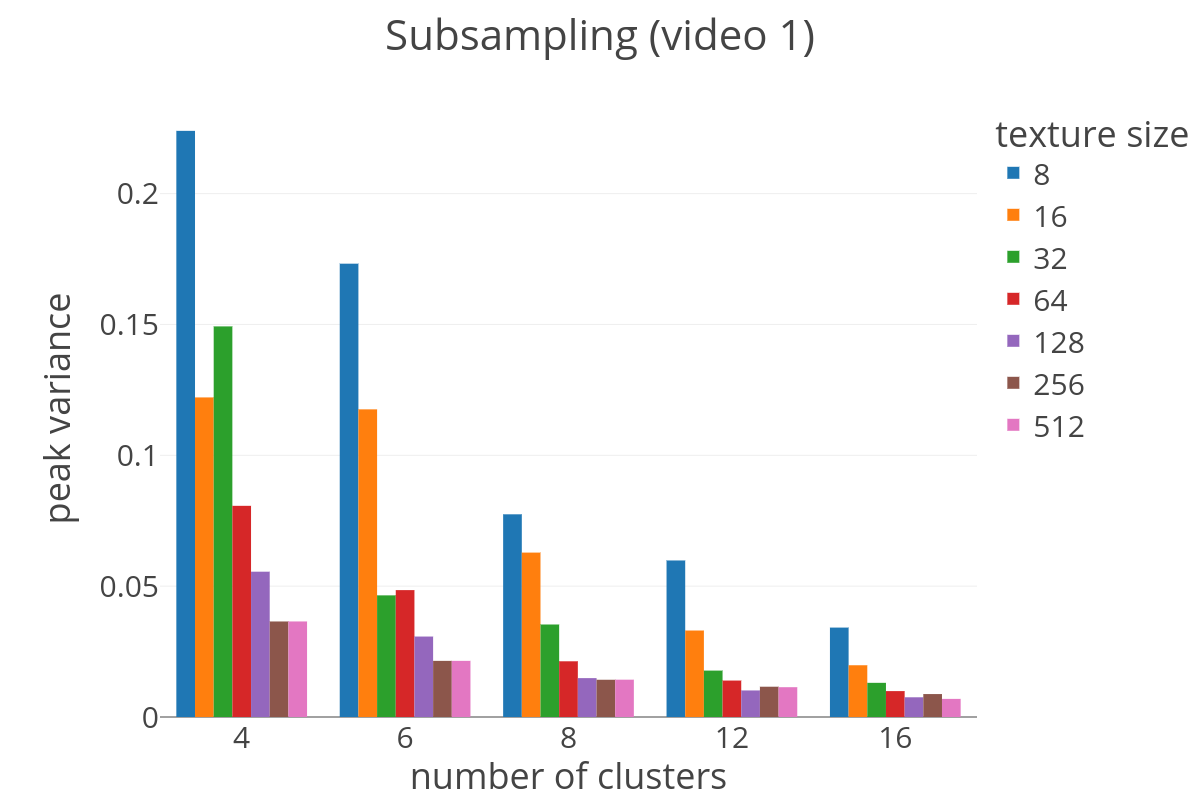 Subsampling (video 1)
texture size
8
16
32
64
128
256
512
peak variance
0.2
0.15
0.1
0.05
0
4 6 8 12 16
number of clusters